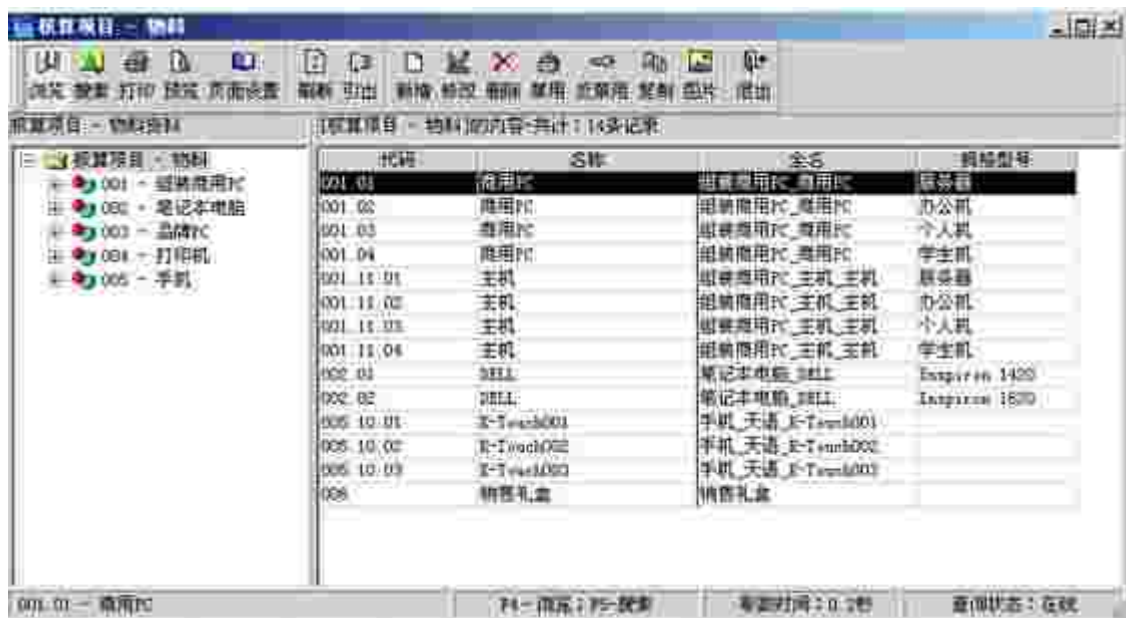 核算项目 - 物料
浏览 搜索 打印 预览 页面设置 刷新 引出 新增 修改 删除 禁用 反禁用 复制 图片 退出
核算项目 - 物料资料
[核算项目 - 物料]的内容-共计：14条记录
核算项目 - 物料
001 - 组装商用PC
002 - 笔记本电脑
003 - 品牌PC
004 - 打印机
005 - 手机
代码 名称 全名 规格型号
001.01 商用PC 组装商用PC_商用PC 服务器
001.02 商用PC 组装商用PC_商用PC 办公机
001.03 商用PC 组装商用PC_商用PC 个人机
001.04 商用PC 组装商用PC_商用PC 学生机
001.11.01 主机 组装商用PC_主机_主机 服务器
001.11.02 主机 组装商用PC_主机_主机 办公机
001.11.03 主机 组装商用PC_主机_主机 个人机
001.11.04 主机 组装商用PC_主机_主机 学生机
002.01 DELL 笔记本电脑_DELL Inspiron 1420
002.02 DELL 笔记本电脑_DELL Inspiron
005.10.01 K-Touch001 手机_天语_K-Touch001
005.10.02 K-Touch002 手机_天语_K-Touch002
005.10.03 K-Touch003 手机_天语_K-Touch003
006 销售礼盒 销售礼盒
001.01 - 商用PC F4-浏览；F5-搜索 查询状态：在线